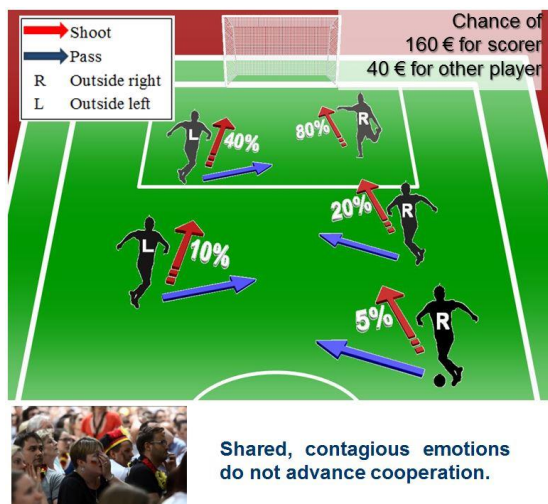 Shoot
Pass
R Outside right
L Outside left
Chance of
160 € for scorer
40 € for other player
L
40%
80%
R
20%
R
L
10%
5%
R
Shared, contagious emotions
do not advance cooperation.